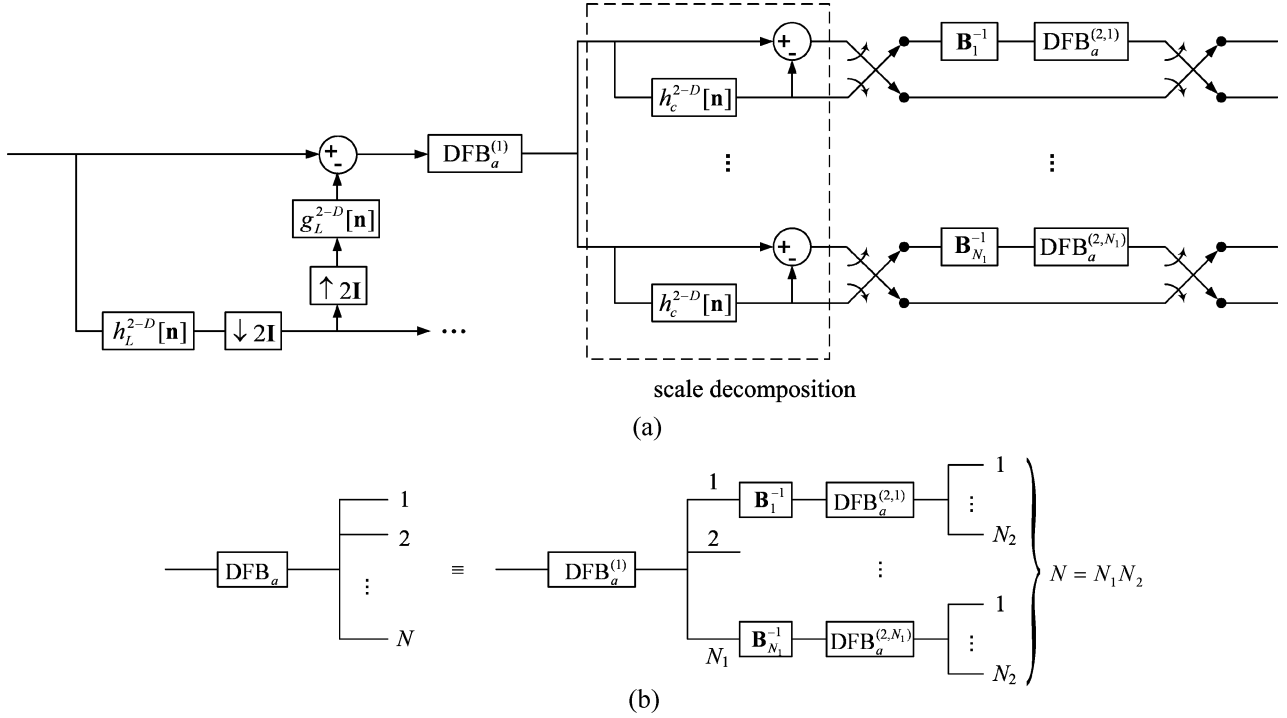 + -
h_c^{2-D}[n]
B_1^{-1}
DFB_a^{(2,1)}
+ -
DFB_a^{(1)}
⋮
⋮
g_L^{2-D}[n]
↑ 2I
h_L^{2-D}[n]
↓ 2I
...
+ -
h_c^{2-D}[n]
B_{N_1}^{-1}
DFB_a^{(2,N_1)}
scale decomposition
(a)
DFB_a
1
2
⋮
N
≡
DFB_a^{(1)}
1
2
N_1
B_1^{-1}
DFB_a^{(2,1)}
1
⋮
N_2
⋮
B_{N_1}^{-1}
DFB_a^{(2,N_1)}
1
⋮
N_2
N = N_1N_2
(b)